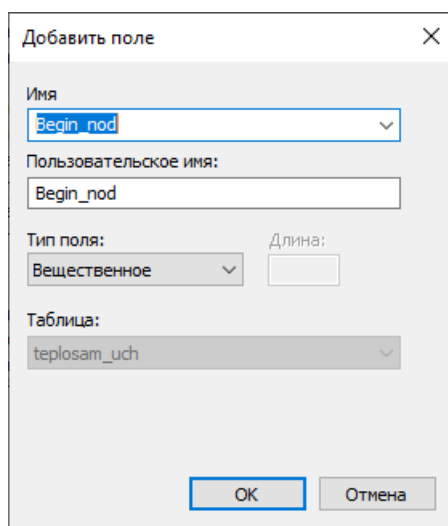 Добавить поле
Имя
Begin_nod
Пользовательское имя:
Begin_nod
Тип поля:
Длина:
Вещественное
Таблица:
teplosam_uch
OK
Отмена